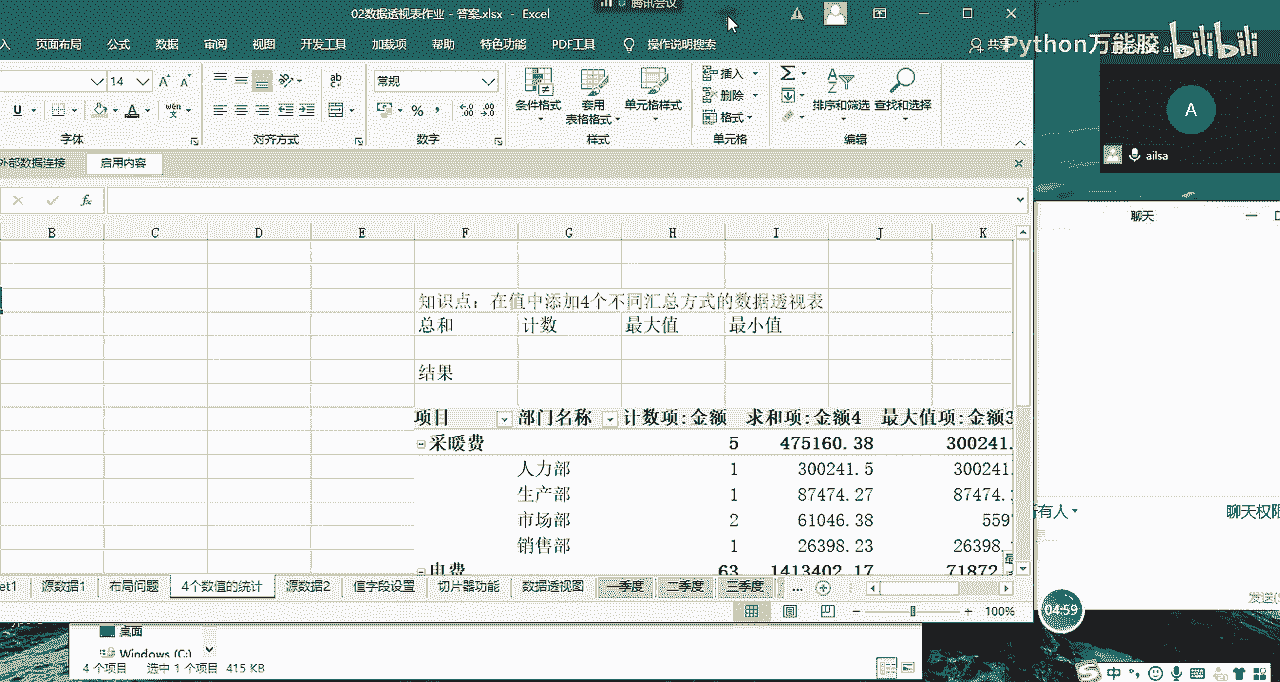 02数据透视表作业 - 答案.xlsx - Excel
腾讯会议
入 页面布局 公式 数据 审阅 视图 开发工具 加载项 帮助 特色功能 PDF工具 操作说明搜索 共享
Python万能胶 bilibili
14 常规
条件格式 套用表格格式 单元格样式
插入
删除
格式
排序和筛选 查找和选择
字体 对齐方式 数字 样式 单元格 编辑
A
ailsa
外部数据连接 启用内容
fx
聊天
B C D E F G H I J K
知识点：在值中添加4个不同汇总方式的数据透视表
总和 计数 最大值 最小值
结果
项目 部门名称 计数项:金额 求和项:金额4 最大值项:金额3
采暖费 5 475160.38 300241.
人力部 1 300241.5 300241.
生产部 1 87474.27 87474.
市场部 2 61046.38 559
销售部 1 26398.23 26398.
电费 63 1413402.17 71872.
所有人 聊天权限
et1 源数据1 布局问题 4个数值的统计 源数据2 值字段设置 切片器功能 数据透视图 一季度 二季度 三季度 ...
发送
100%
04:59
桌面
Windows (C:)
4 个项目 选中 1 个项目 415 KB
中